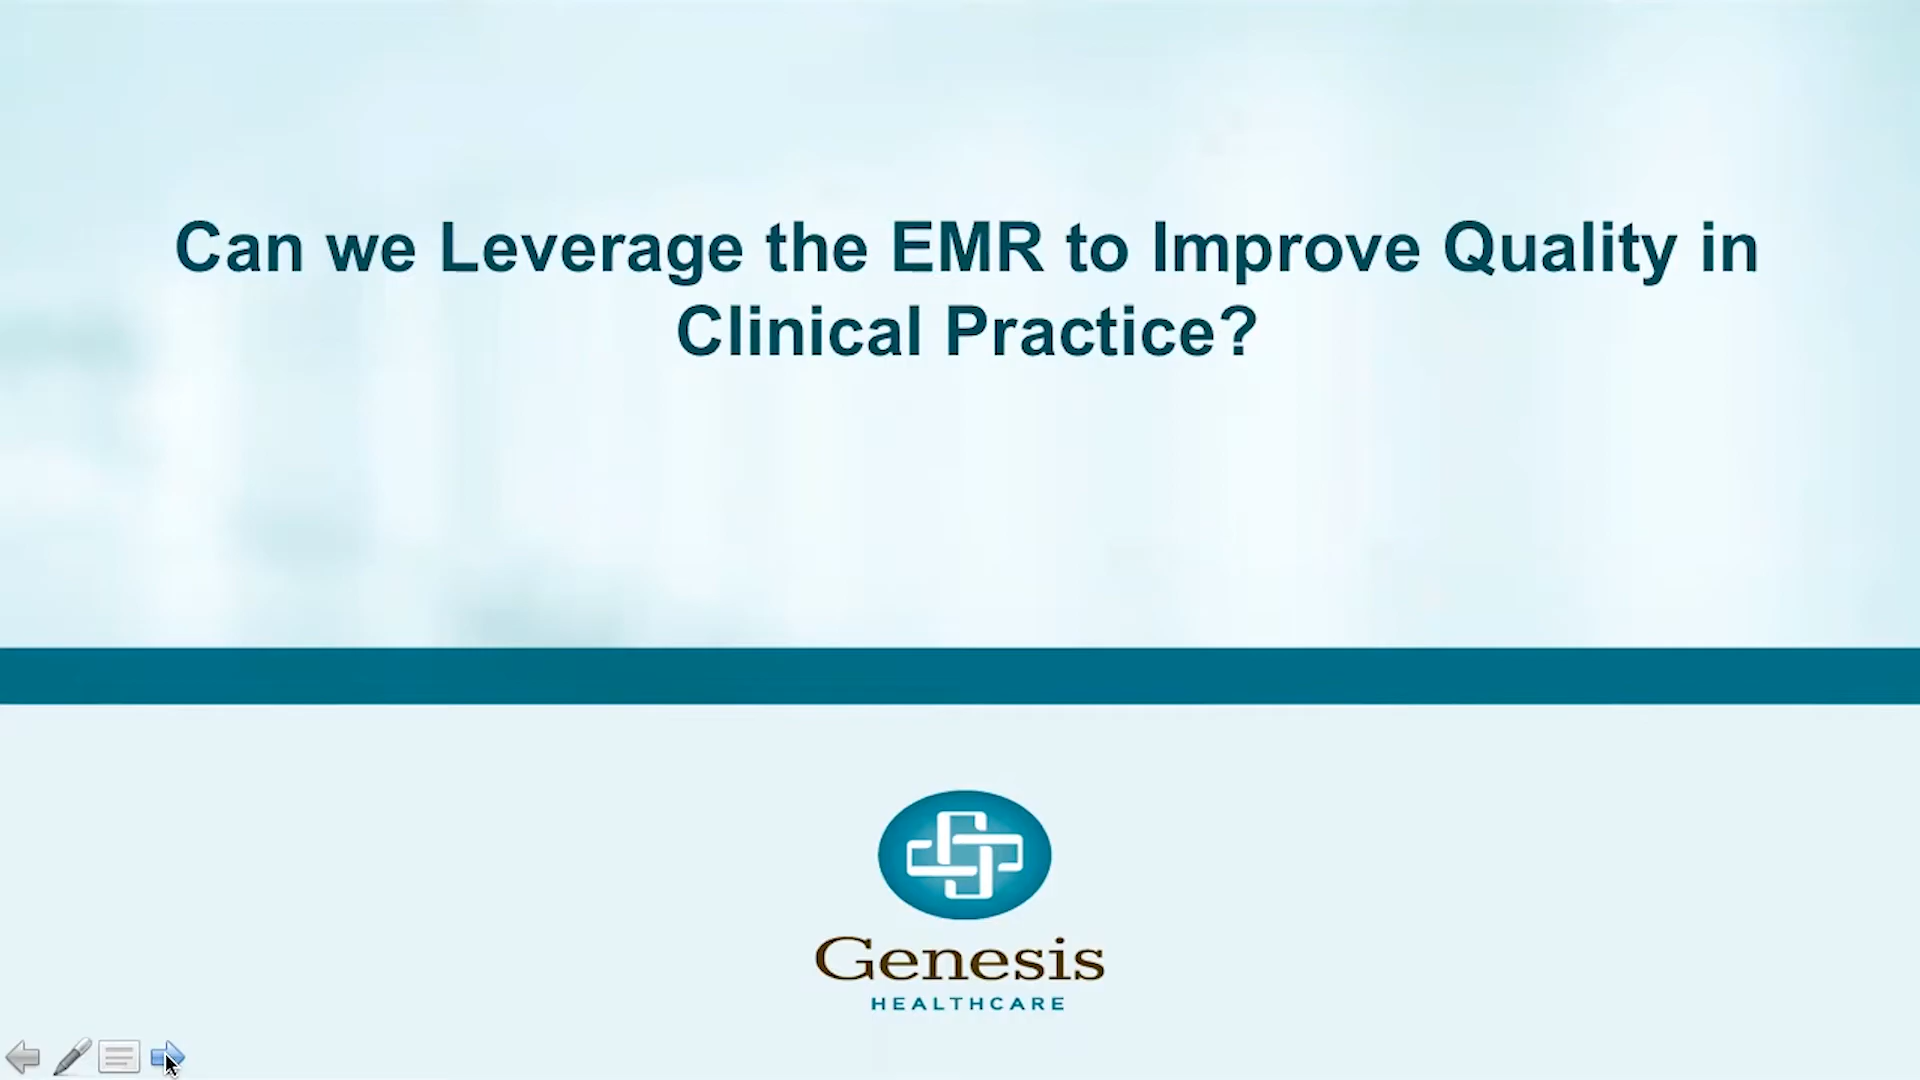 Can we Leverage the EMR to Improve Quality in
Clinical Practice?
Genesis
HEALTHCARE